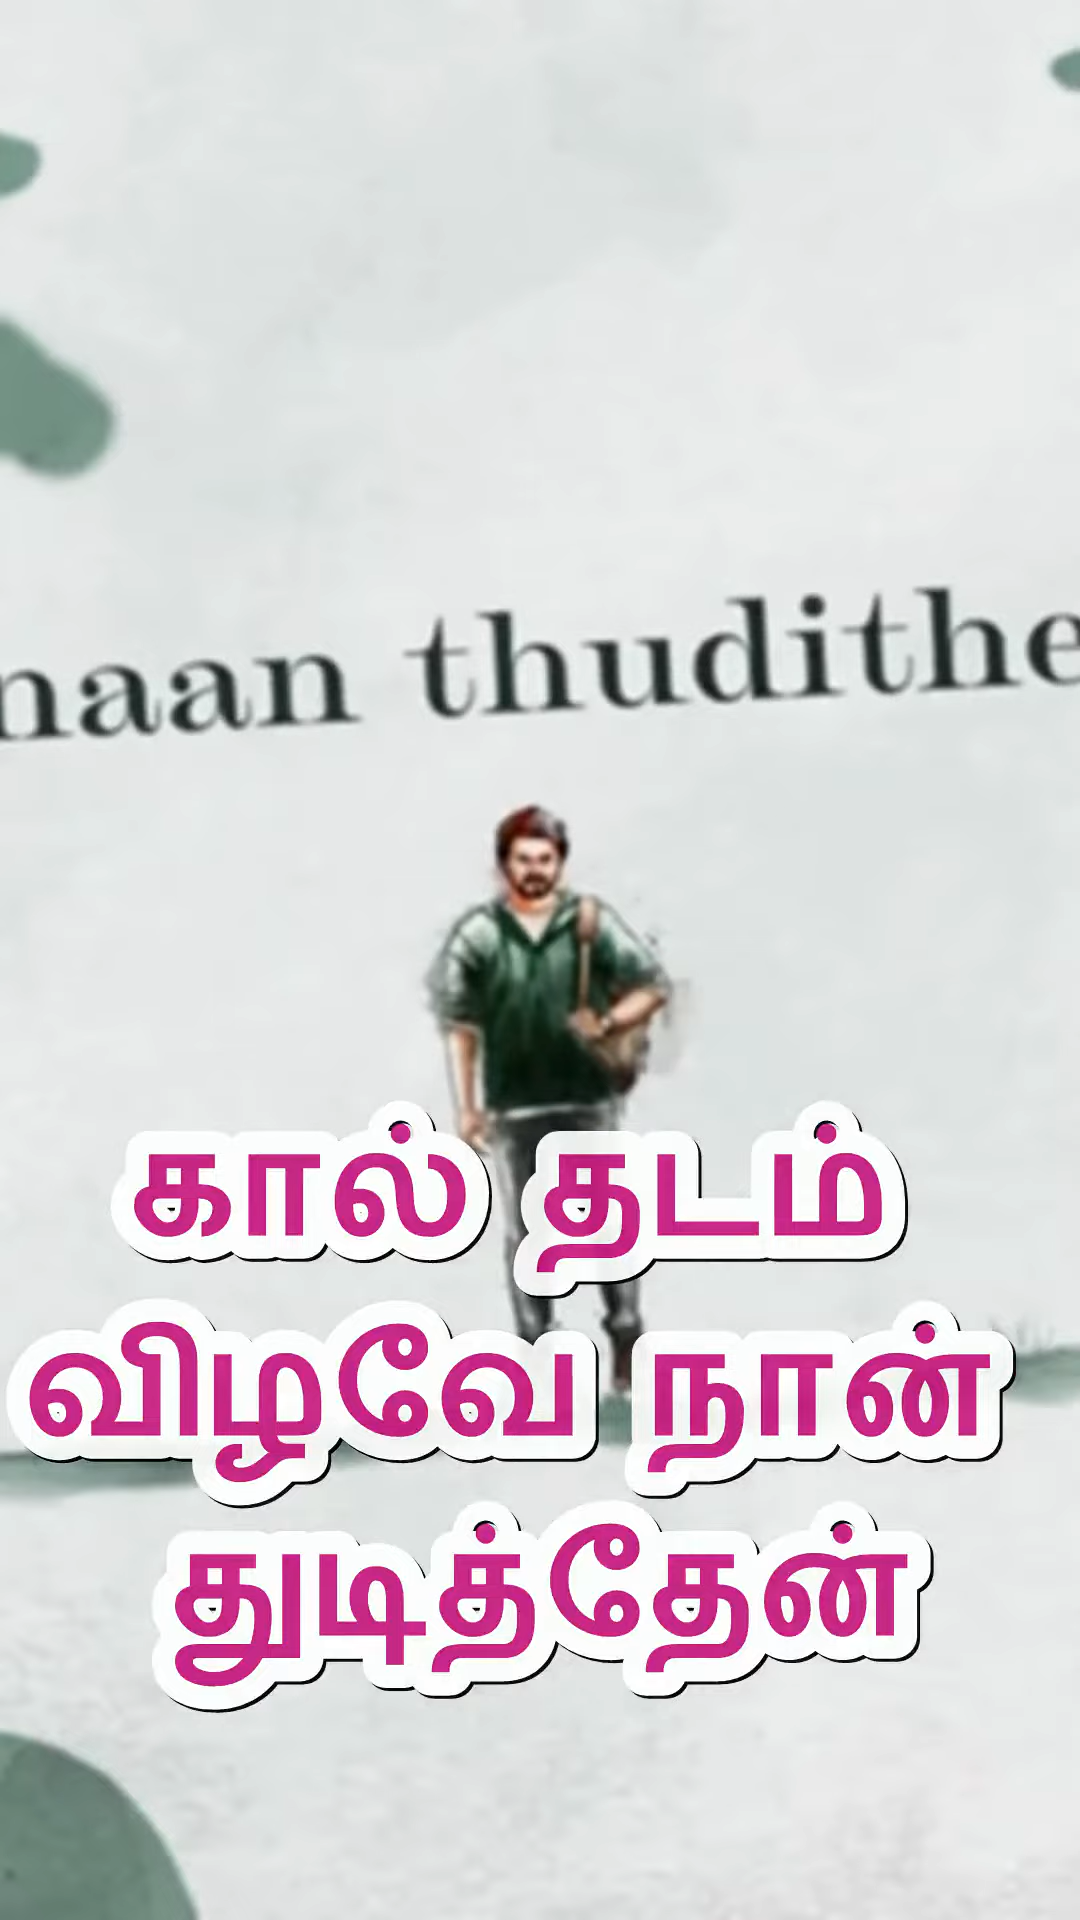 naan thudithe
கால் தடம்
விழவே நான்
துடித்தேன்